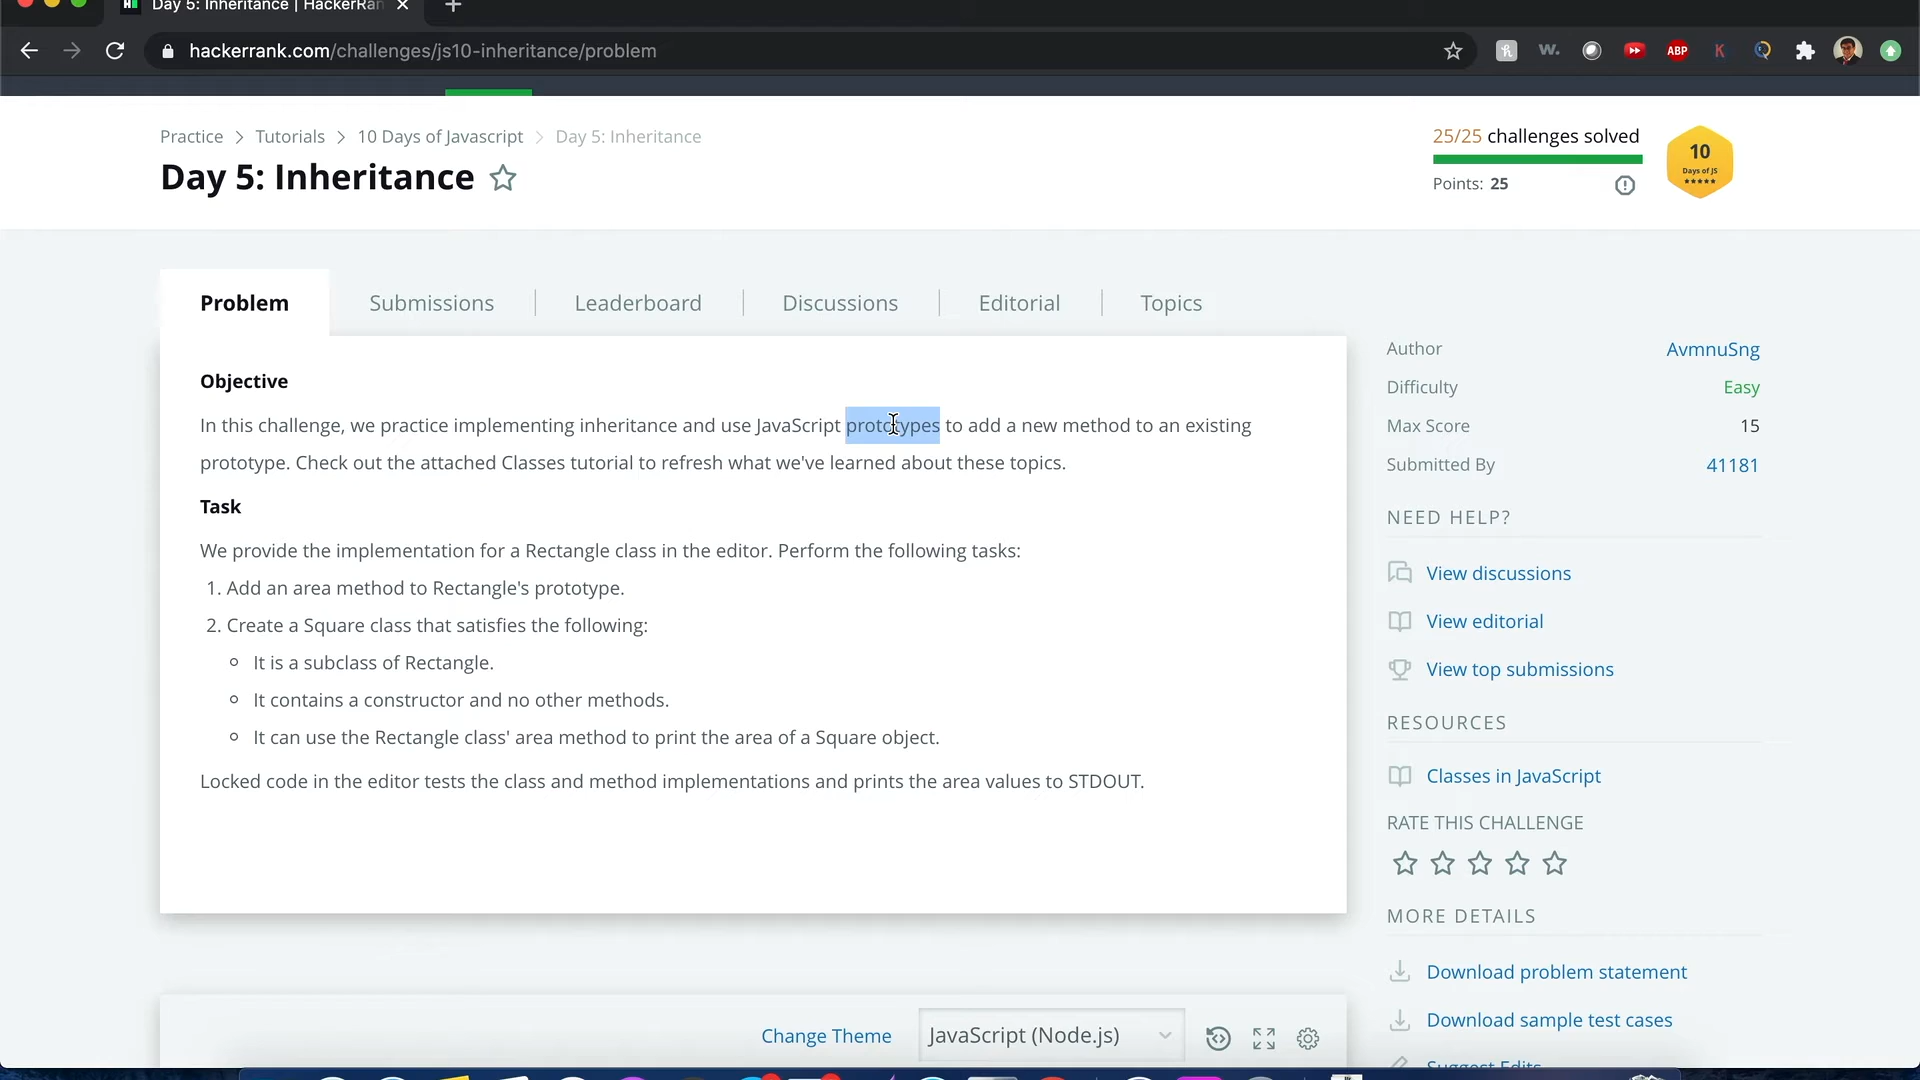 Day 5: Inheritance | HackerRan
hackerrank.com/challenges/js10-inheritance/problem
W.
ABP
K
Practice > Tutorials > 10 Days of Javascript > Day 5: Inheritance
Day 5: Inheritance
25/25 challenges solved
Points: 25
10
Days of JS
Problem
Submissions
Leaderboard
Discussions
Editorial
Topics
Objective
In this challenge, we practice implementing inheritance and use JavaScript prototypes to add a new method to an existing
prototype. Check out the attached Classes tutorial to refresh what we've learned about these topics.
Task
We provide the implementation for a Rectangle class in the editor. Perform the following tasks:
1. Add an area method to Rectangle's prototype.
2. Create a Square class that satisfies the following:
It is a subclass of Rectangle.
It contains a constructor and no other methods.
It can use the Rectangle class' area method to print the area of a Square object.
Locked code in the editor tests the class and method implementations and prints the area values to STDOUT.
Author AvmnuSng
Difficulty Easy
Max Score 15
Submitted By 41181
NEED HELP?
View discussions
View editorial
View top submissions
RESOURCES
Classes in JavaScript
RATE THIS CHALLENGE
MORE DETAILS
Download problem statement
Download sample test cases
Suggest Edits
Change Theme
JavaScript (Node.js)